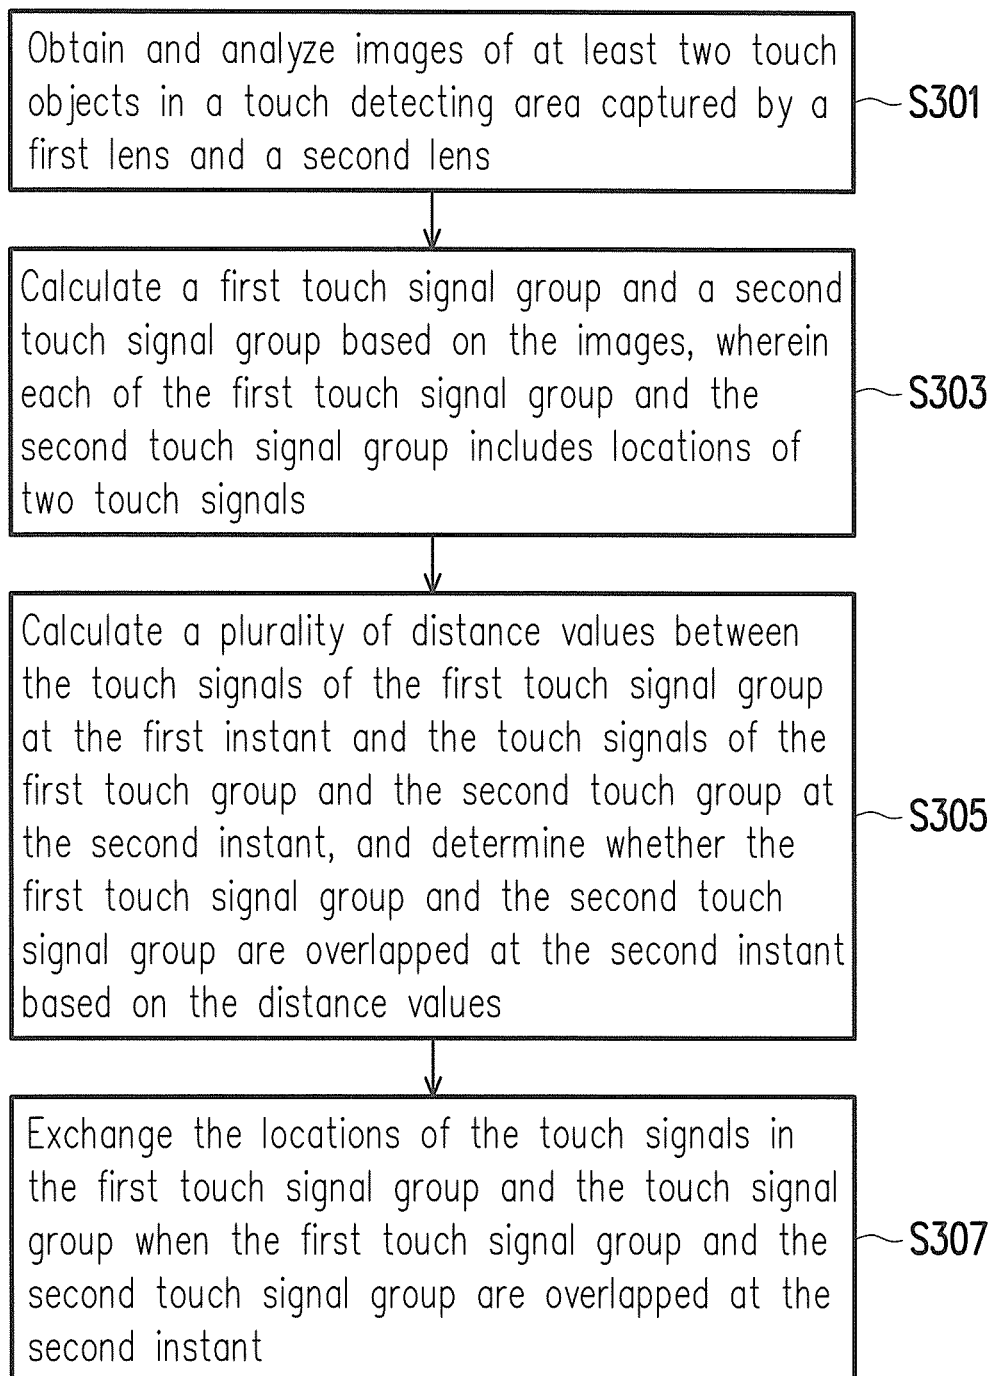 Obtain and analyze images of at least two touch
objects in a touch detecting area captured by a
first lens and a second lens
S301
Calculate a first touch signal group and a second
touch signal group based on the images, wherein
each of the first touch signal group and the
second touch signal group includes locations of
two touch signals
S303
Calculate a plurality of distance values between
the touch signals of the first touch signal group
at the first instant and the touch signals of the
first touch group and the second touch group at
the second instant, and determine whether the
first touch signal group and the second touch
signal group are overlapped at the second instant
based on the distance values
S305
Exchange the locations of the touch signals in
the first touch signal group and the touch signal
group when the first touch signal group and the
second touch signal group are overlapped at the
second instant
S307